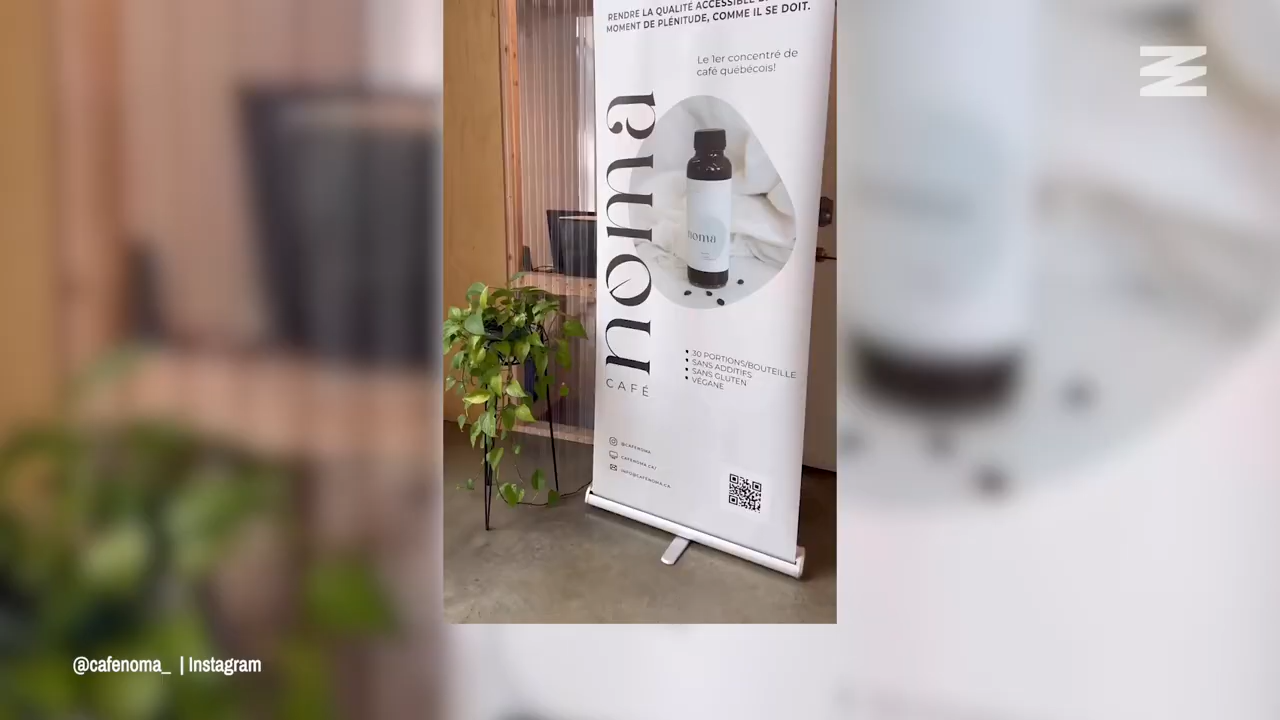 RENDRE LA QUALITÉ ACCESSIBLE
MOMENT DE PLÉNITUDE, COMME IL SE DOIT.
Le 1er concentré de
café québécois!
noma
CAFÉ
noma
30 PORTIONS/BOUTEILLE
SANS ADDITIFS
SANS GLUTEN
VÉGANE
@CAFENOMA_
CAFENOMA.CA/
INFO@CAFENOMA.CA
@cafenoma_ | Instagram